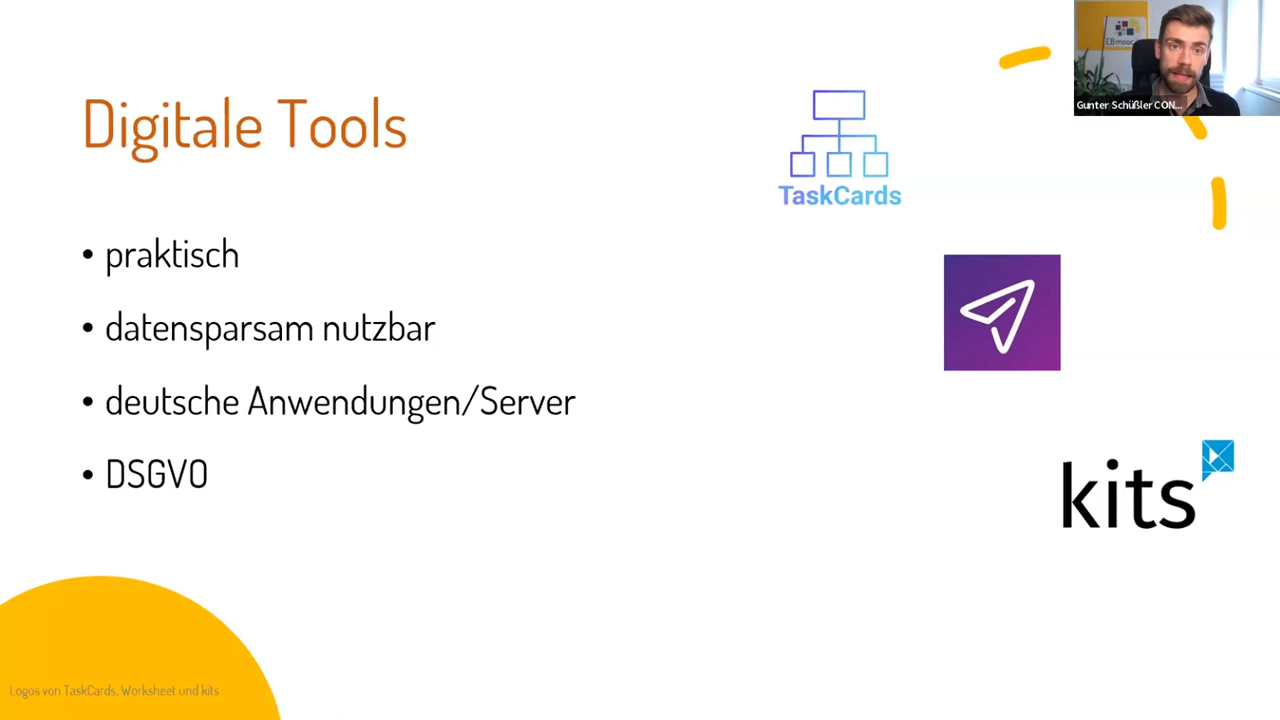 Digitale Tools
• praktisch
• datensparsam nutzbar
• deutsche Anwendungen/Server
• DSGVO
TaskCards
kits
EBmooc
Gunter Schüßler CON...
Logos von TaskCards, Worksheet und kits